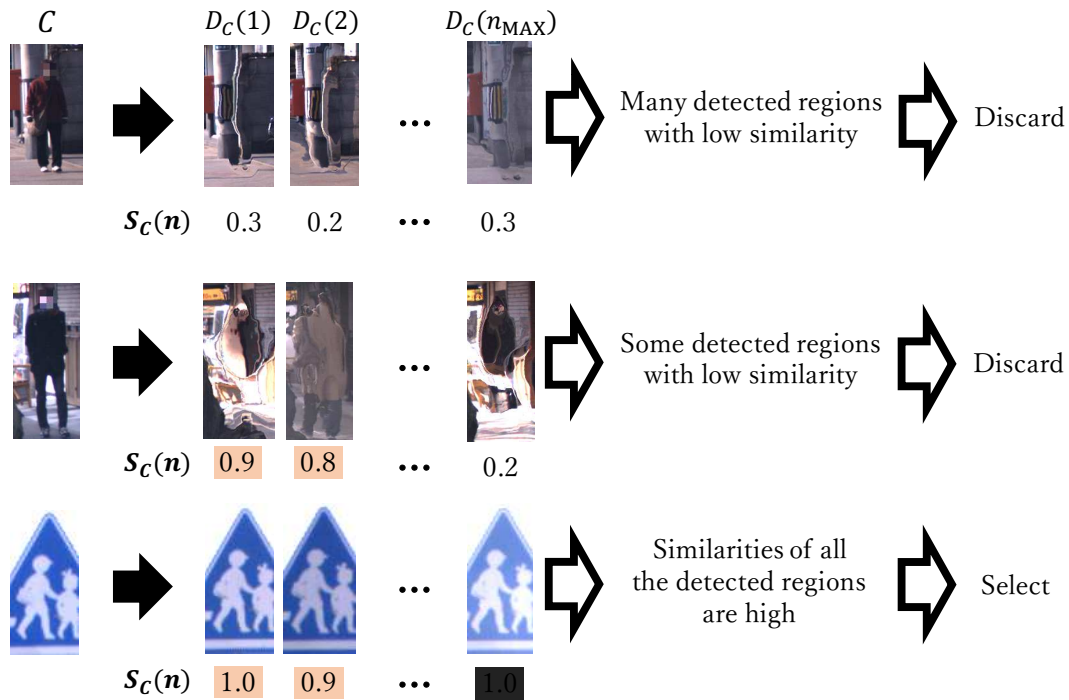 C D_C(1) D_C(2) D_C(n_MAX)
Many detected regions
with low similarity
Discard
...
S_C(n) 0.3 0.2 ... 0.3
Some detected regions
with low similarity
Discard
...
S_C(n) 0.9 0.8 ... 0.2
Similarities of all
the detected regions
are high
Select
...
S_C(n) 1.0 0.9 ... 1.0